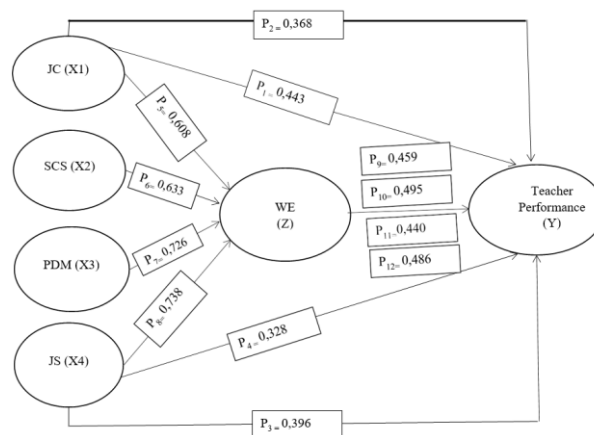 P2 = 0,368
JC (X1)
P1 = 0,443
P5= 0,608
SCS (X2)
P6= 0,633
P9= 0,459
P10= 0,495
WE
(Z)
Teacher
Performance
(Y)
P11= 0,440
P12= 0,486
PDM (X3)
P7= 0,726
P8= 0,738
P4 = 0,328
JS (X4)
P3 = 0,396